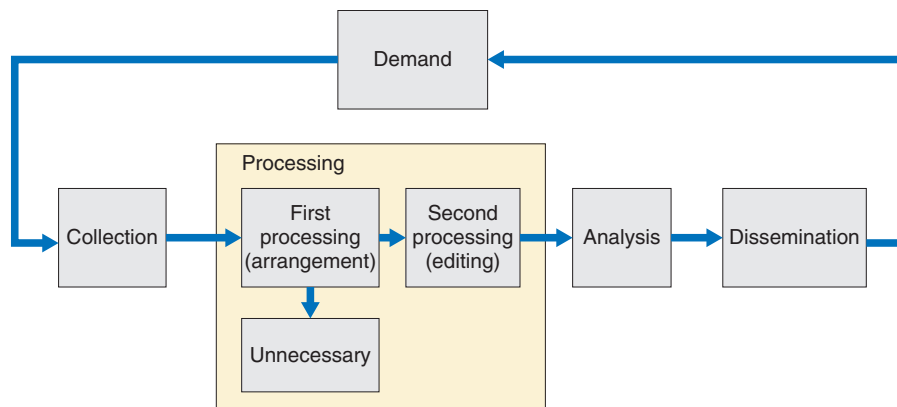 Demand
Processing
Collection
First
processing
(arrangement)
Second
processing
(editing)
Analysis
Dissemination
Unnecessary